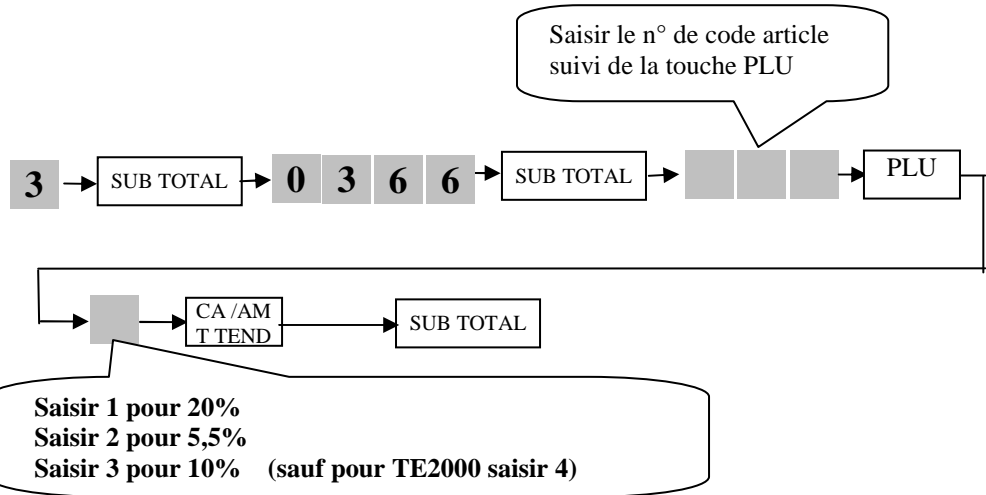 Saisir le n° de code article
suivi de la touche PLU
3 SUB TOTAL 0 3 6 6 SUB TOTAL PLU
CA /AM
T TEND
SUB TOTAL
Saisir 1 pour 20%
Saisir 2 pour 5,5%
Saisir 3 pour 10% (sauf pour TE2000 saisir 4)